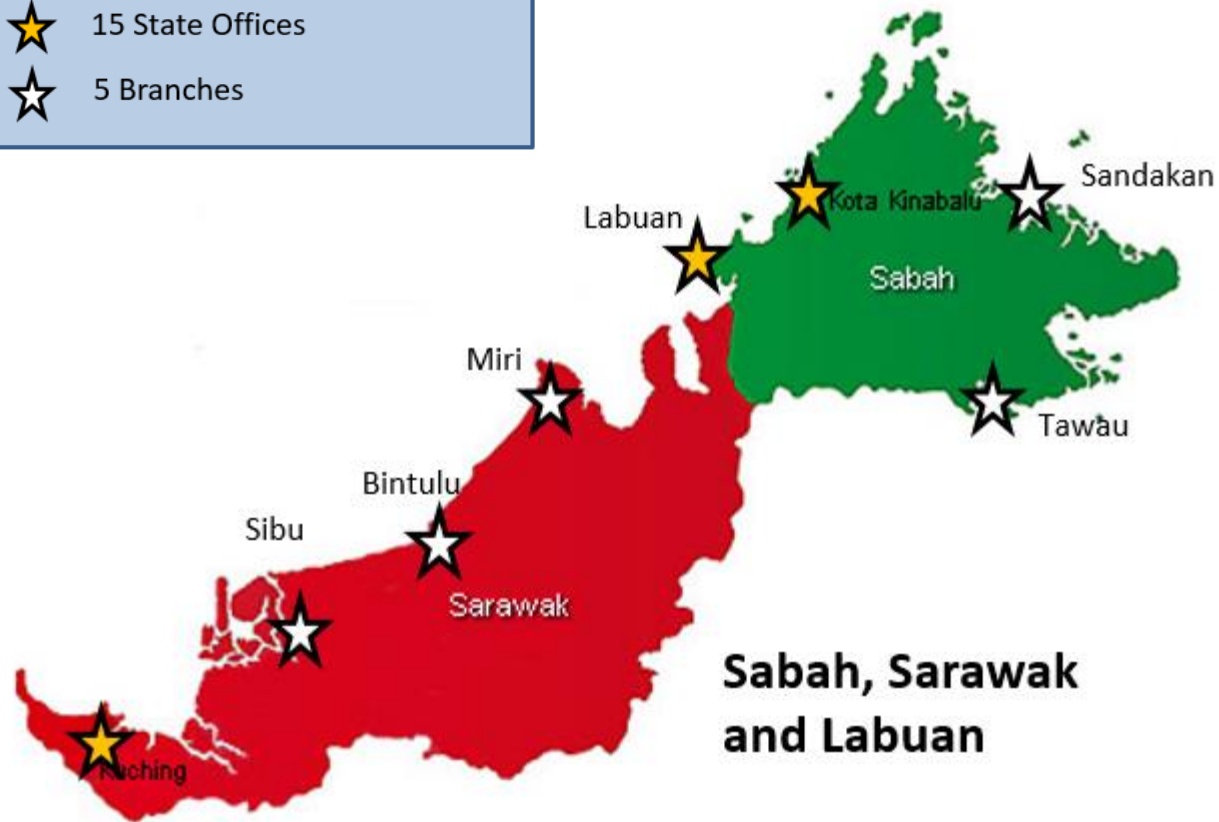 15 State Offices
5 Branches
Sandakan
Kota Kinabalu
Labuan
Sabah
Miri
Tawau
Bintulu
Sibu
Sarawak
Sabah, Sarawak
and Labuan
Kuching